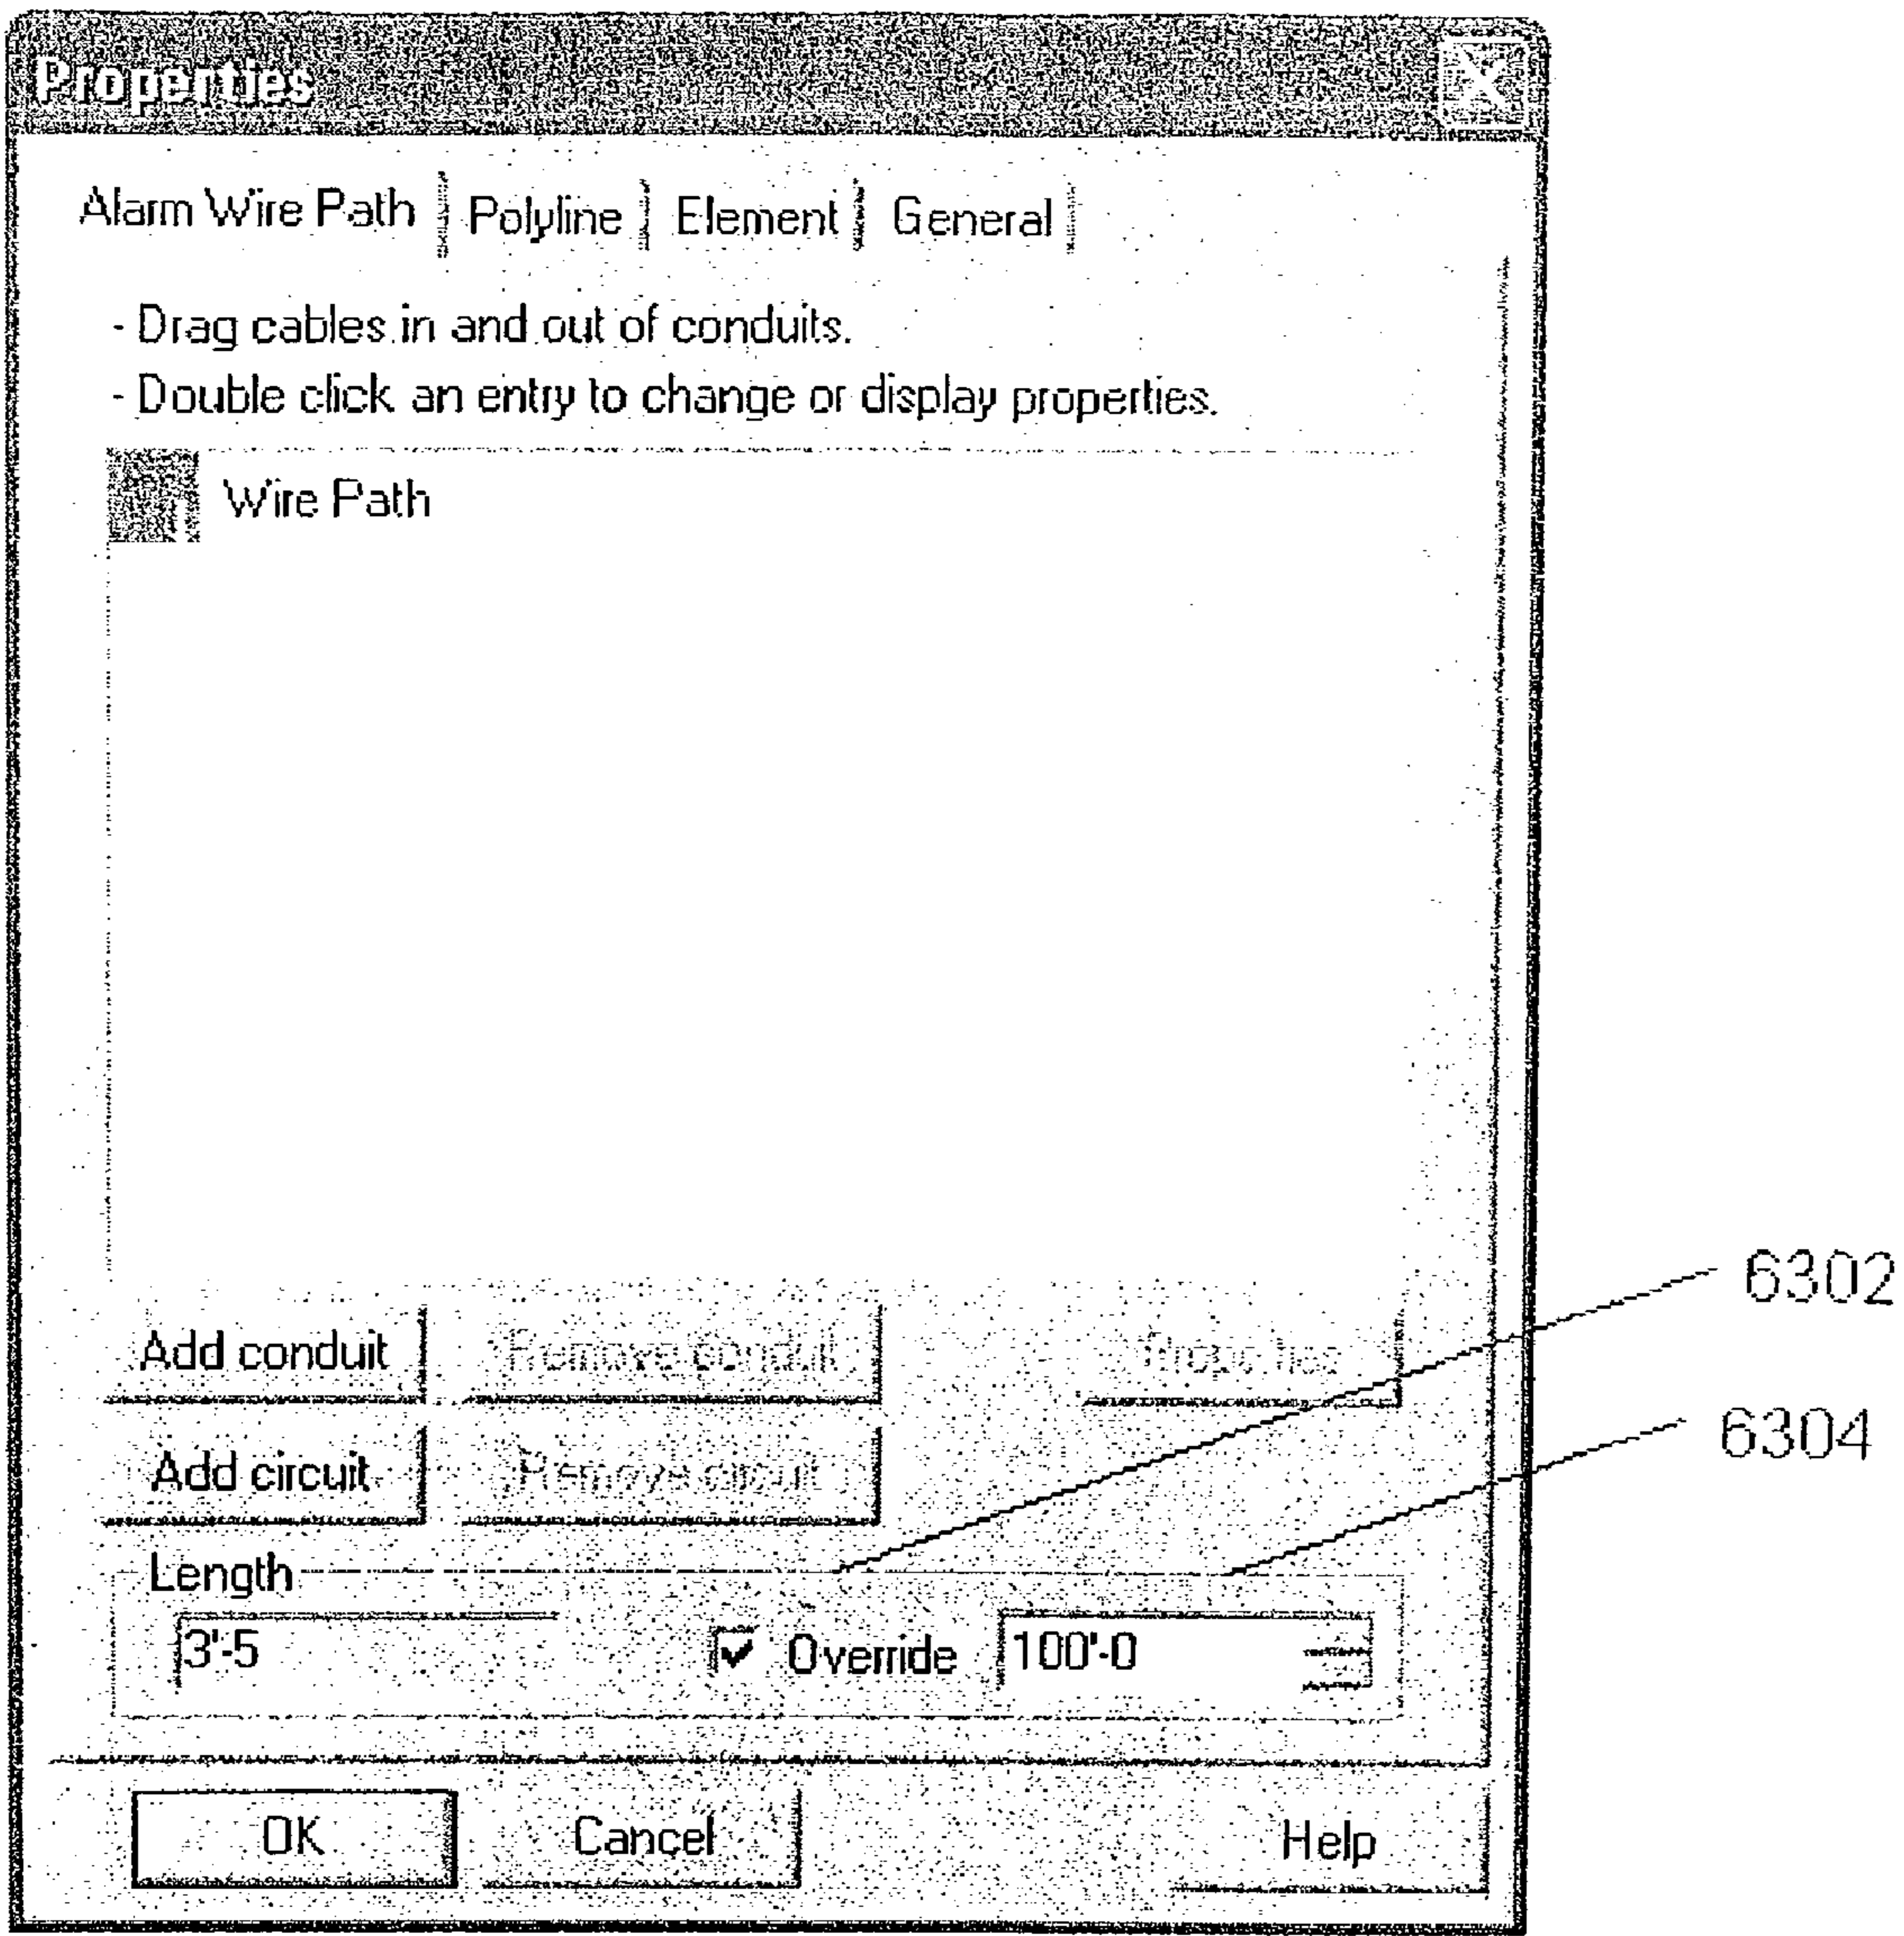 Properties
Alarm Wire Path Polyline Element General
- Drag cables in and out of conduits.
- Double click an entry to change or display properties.
Wire Path
6302
Add conduit Remove conduit Properties
6304
Add circuit Remove circuit
Length
3'-5 Override 100'-0
OK Cancel Help